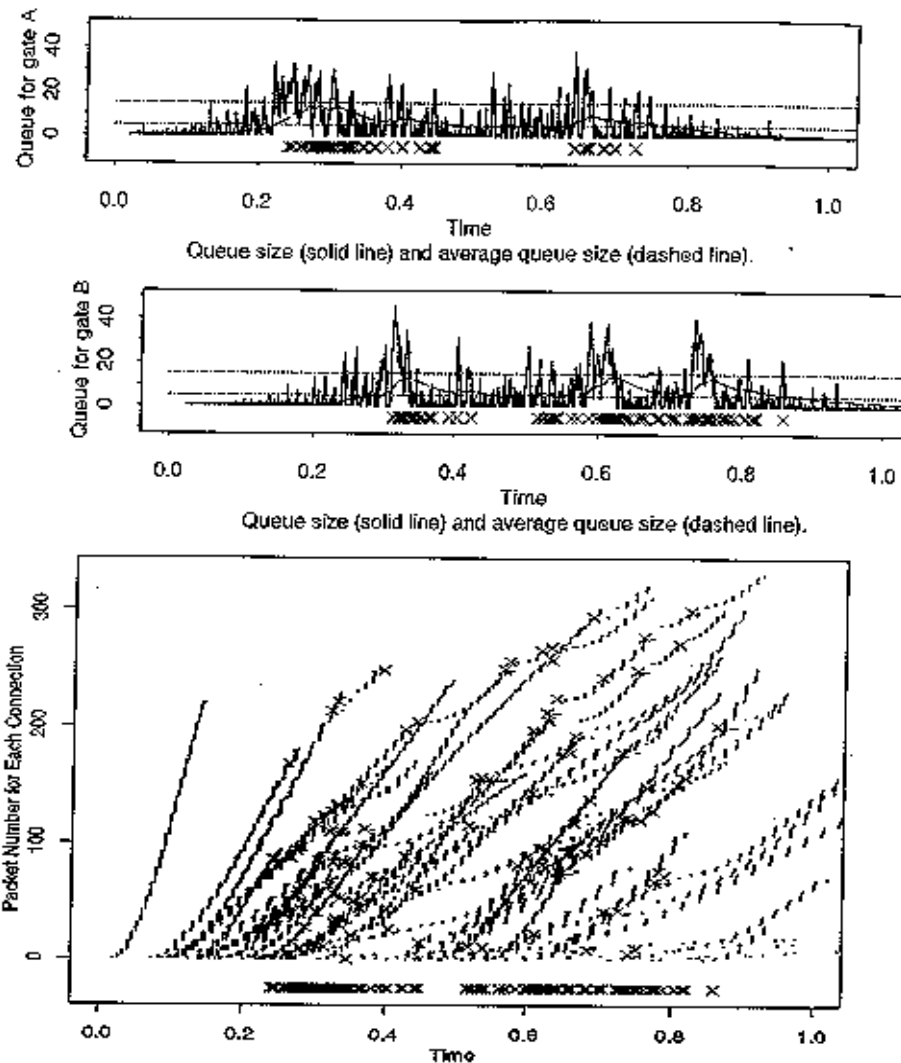 Queue for gate A
0 20 40
0.0 0.2 0.4 0.6 0.8 1.0
Time
Queue size (solid line) and average queue size (dashed line).
Queue for gate B
0 20 40
0.0 0.2 0.4 0.6 0.8 1.0
Time
Queue size (solid line) and average queue size (dashed line).
Packet Number for Each Connection
0 100 200 300
0.0 0.2 0.4 0.6 0.8 1.0
Time